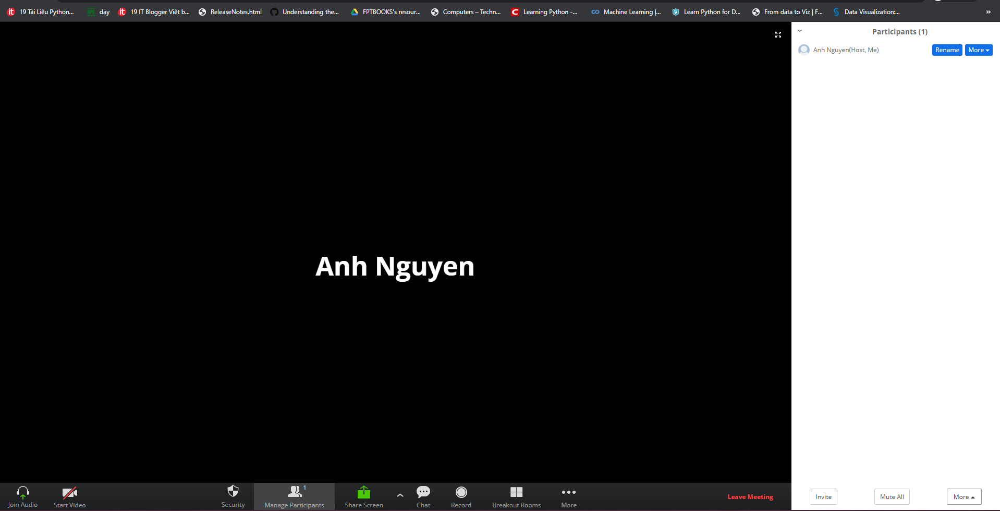 19 Tài Liệu Python... day 19 IT Blogger Việt b... ReleaseNotes.html Understanding the... FPTBOOKS's resour... Computers – Techn... Learning Python -... Machine Learning |... Learn Python for D... From data to Viz | F... Data Visualization:... »
Participants (1)
Anh Nguyen(Host, Me) Rename More
Anh Nguyen
Join Audio Start Video Security Manage Participants 1 Share Screen Chat Record Breakout Rooms More Leave Meeting
Invite Mute All More